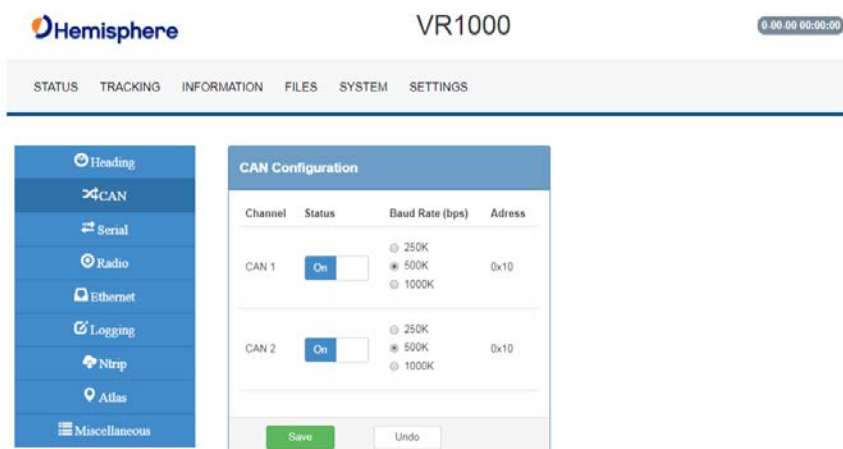 Hemisphere
VR1000
0-00-00 00:00:00
STATUS TRACKING INFORMATION FILES SYSTEM SETTINGS
Heading
CAN
Serial
Radio
Ethernet
Logging
Ntrip
Atlas
Miscellaneous
CAN Configuration
Channel Status Baud Rate (bps) Adress
CAN 1 On 0x10
250K
500K
1000K
CAN 2 On 0x10
250K
500K
1000K
Save Undo